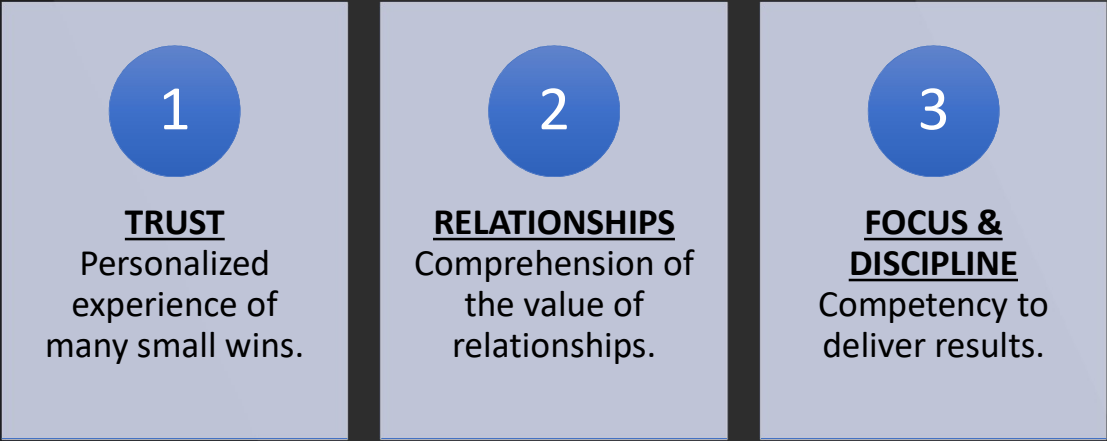 1
TRUST
Personalized
experience of
many small wins.
2
RELATIONSHIPS
Comprehension of
the value of
relationships.
3
FOCUS &
DISCIPLINE
Competency to
deliver results.